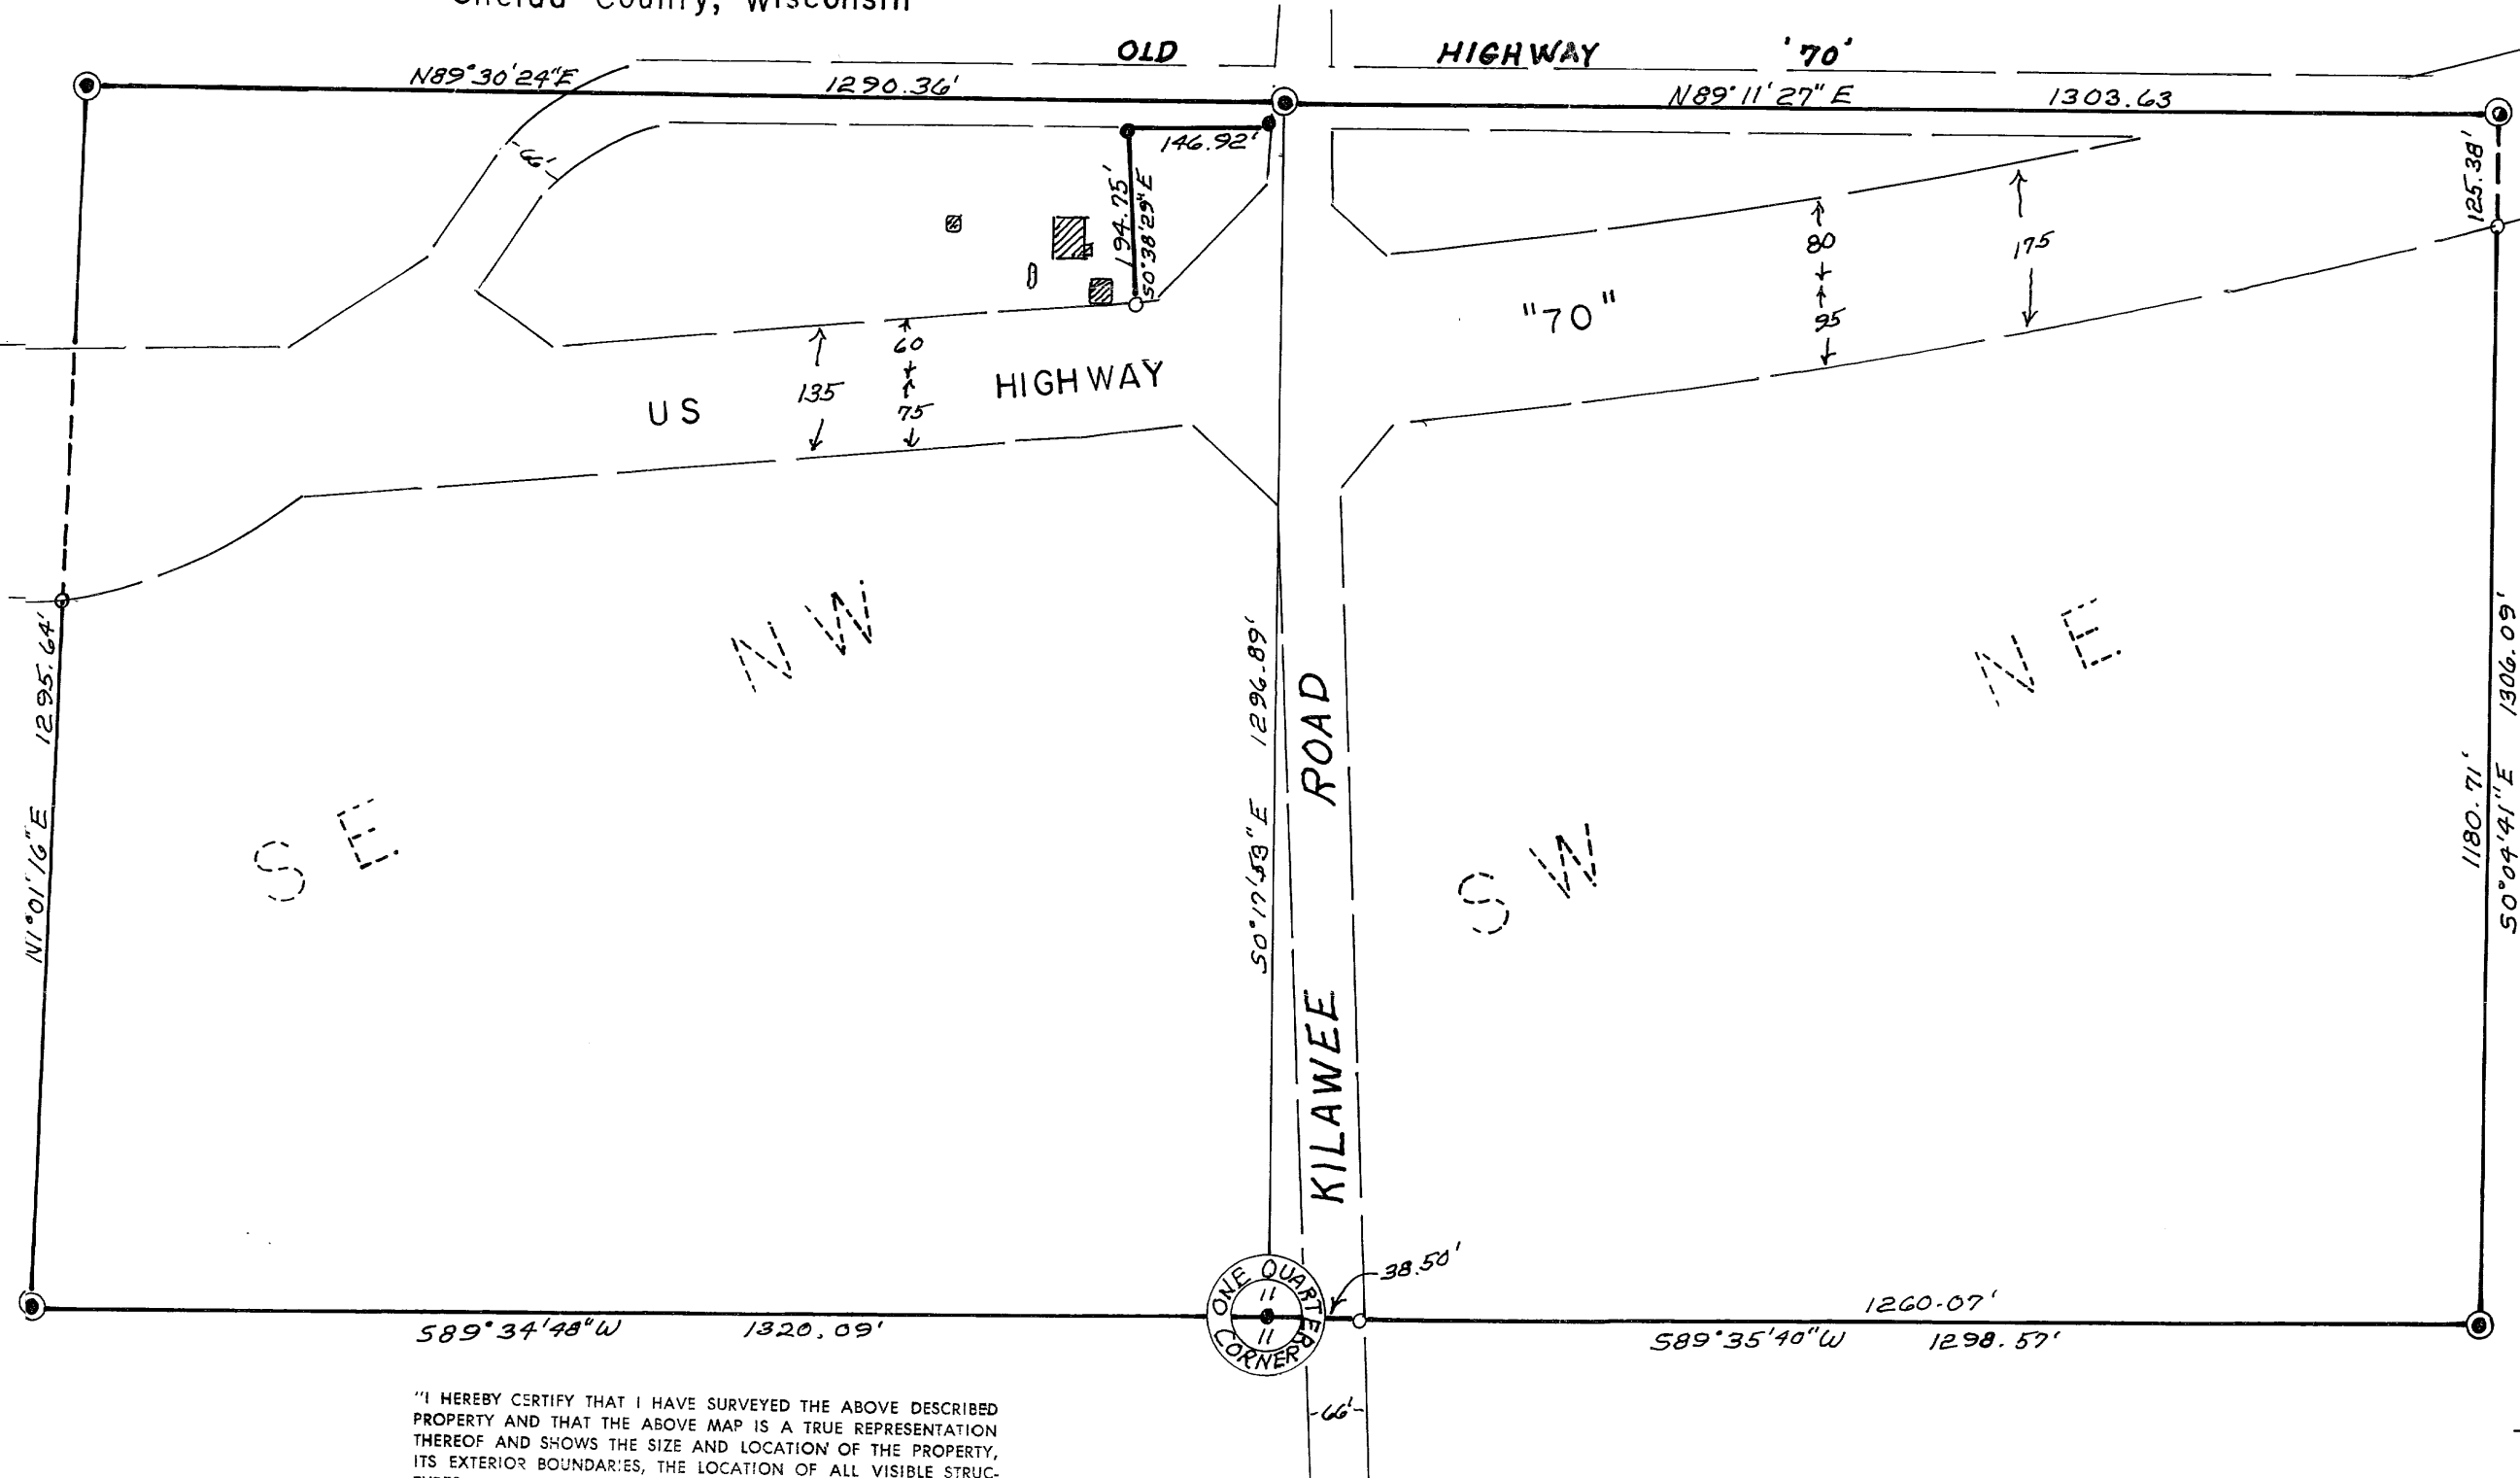 Oneida County, Wisconsin
OLD HIGHWAY '70'
N89°30'24"E 1290.36'
N89°11'27"E 1303.63
146.92'
66'
194.75'
S0°38'29"E
125.38'
80
175
95
"70"
60
135
75
US HIGHWAY
N W
N E
S E
S W
N1°01'16"E 1295.64'
S0°17'53"E 1296.89'
KILAWEE ROAD
1180.71'
S0°04'41"E 1306.09'
38.50'
ONE QUARTER CORNER
11
11
1260.07'
S89°34'48"W 1320.09'
S89°35'40"W 1298.57'
66'
"I HEREBY CERTIFY THAT I HAVE SURVEYED THE ABOVE DESCRIBED
PROPERTY AND THAT THE ABOVE MAP IS A TRUE REPRESENTATION
THEREOF AND SHOWS THE SIZE AND LOCATION OF THE PROPERTY,
ITS EXTERIOR BOUNDARIES, THE LOCATION OF ALL VISIBLE STRUC-